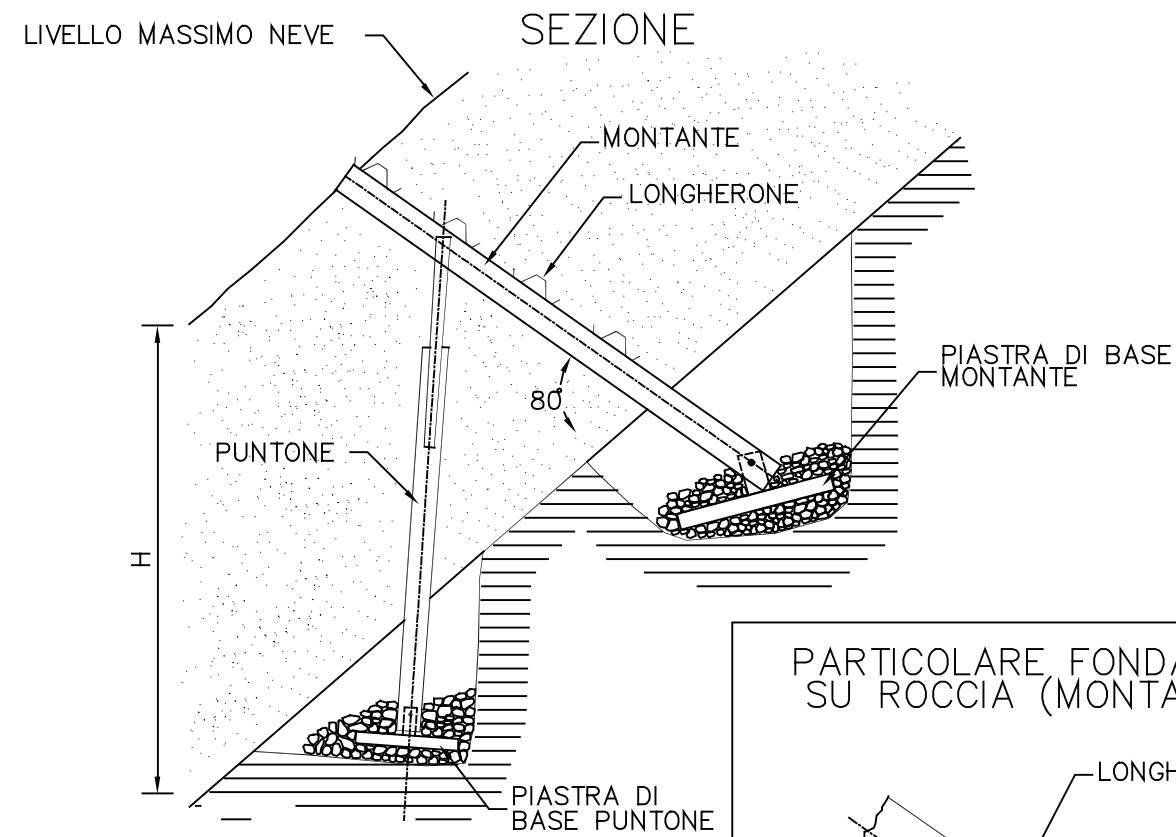 SEZIONE
LIVELLO MASSIMO NEVE
MONTANTE
LONGHERONE
PIASTRA DI BASE
MONTANTE
80°
PUNTONE
H
PIASTRA DI
BASE PUNTONE
PARTICOLARE FONDA
SU ROCCIA (MONTA
LONGH